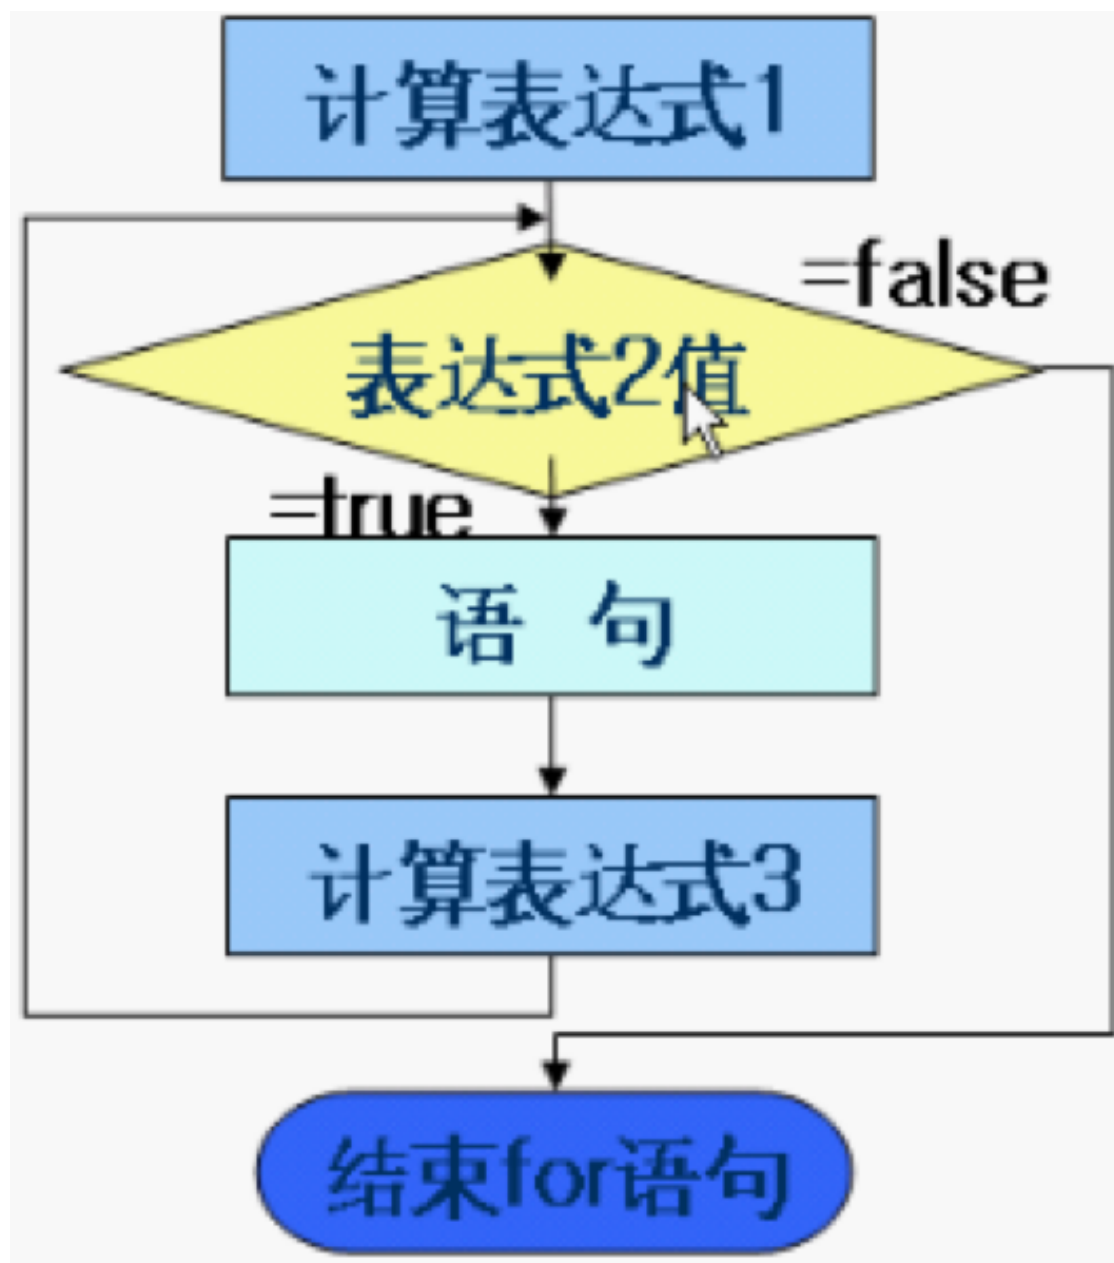 计算表达式1
=false
表达式2值
=true
语 句
计算表达式3
结束for语句